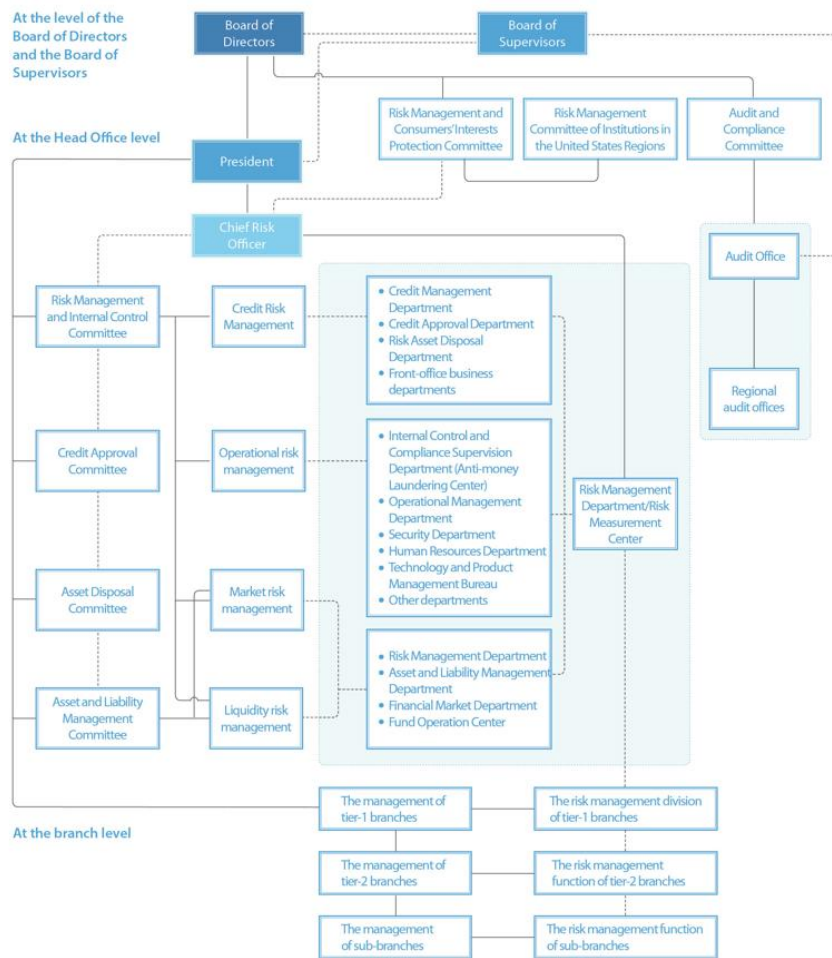 At the level of the
Board of Directors
and the Board of
Supervisors
Board of
Directors
Board of
Supervisors
Risk Management and
Consumers' Interests
Protection Committee
Risk Management
Committee of Institutions in
the United States Regions
Audit and
Compliance
Committee
At the Head Office level
President
Chief Risk
Officer
Audit Office
Regional
audit offices
Risk Management
and Internal Control
Committee
Credit Risk
Management
• Credit Management
Department
• Credit Approval Department
• Risk Asset Disposal
Department
• Front-office business
departments
Credit Approval
Committee
Operational risk
management
• Internal Control and
Compliance Supervision
Department (Anti-money
Laundering Center)
• Operational Management
Department
• Security Department
• Human Resources Department
• Technology and Product
Management Bureau
• Other departments
Risk Management
Department/Risk
Measurement
Center
Asset Disposal
Committee
Market risk
management
Asset and Liability
Management
Committee
Liquidity risk
management
• Risk Management Department
• Asset and Liability Management
Department
• Financial Market Department
• Fund Operation Center
At the branch level
The management of
tier-1 branches
The risk management division
of tier-1 branches
The management of
tier-2 branches
The risk management
function of tier-2 branches
The management
of sub-branches
The risk management function
of sub-branches